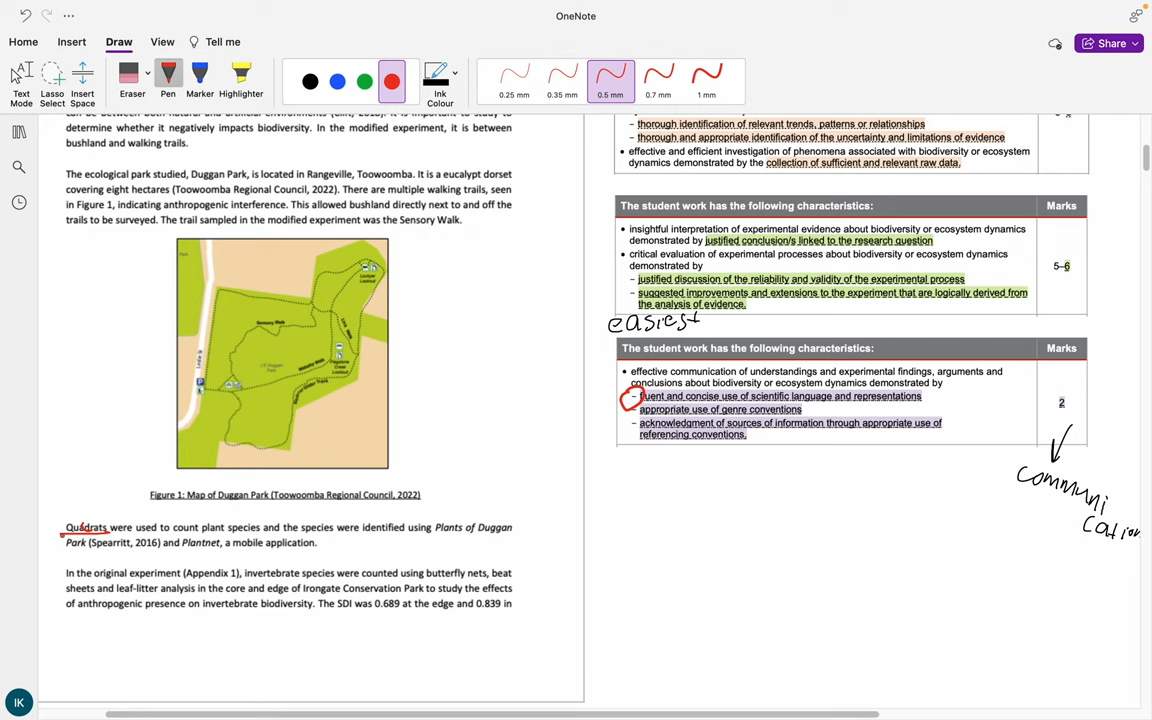 OneNote
Home Insert Draw View Tell me
Share
Text Mode
Lasso Select
Insert Space
Eraser
Pen
Marker
Highlighter
Ink Colour
0.25 mm
0.35 mm
0.5 mm
0.7 mm
1 mm
determine whether it negatively impacts biodiversity. In the modified experiment, it is between
bushland and walking trails.
The ecological park studied, Duggan Park, is located in Rangeville, Toowoomba. It is a eucalypt dorset
covering eight hectares (Toowoomba Regional Council, 2022). There are multiple walking trails, seen
in Figure 1, indicating anthropogenic interference. This allowed bushland directly next to and off the
trails to be surveyed. The trail sampled in the modified experiment was the Sensory Walk.
Park
Sensory Walk
Leslie St
Figure 1: Map of Duggan Park (Toowoomba Regional Council, 2022)
Quadrats were used to count plant species and the species were identified using Plants of Duggan
Park (Spearritt, 2016) and Plantnet, a mobile application.
In the original experiment (Appendix 1), invertebrate species were counted using butterfly nets, beat
sheets and leaf-litter analysis in the core and edge of Irongate Conservation Park to study the effects
of anthropogenic presence on invertebrate biodiversity. The SDI was 0.689 at the edge and 0.839 in
– thorough identification of relevant trends, patterns or relationships
– thorough and appropriate identification of the uncertainty and limitations of evidence
• effective and efficient investigation of phenomena associated with biodiversity or ecosystem
dynamics demonstrated by the collection of sufficient and relevant raw data.
The student work has the following characteristics: Marks
• insightful interpretation of experimental evidence about biodiversity or ecosystem dynamics
demonstrated by justified conclusion/s linked to the research question
• critical evaluation of experimental processes about biodiversity or ecosystem dynamics
demonstrated by
– justified discussion of the reliability and validity of the experimental process
– suggested improvements and extensions to the experiment that are logically derived from
the analysis of evidence.
5–6
easiest
The student work has the following characteristics: Marks
• effective communication of understandings and experimental findings, arguments and
conclusions about biodiversity or ecosystem dynamics demonstrated by
– fluent and concise use of scientific language and representations
– appropriate use of genre conventions
– acknowledgment of sources of information through appropriate use of
referencing conventions.
2
communi
cation
IK